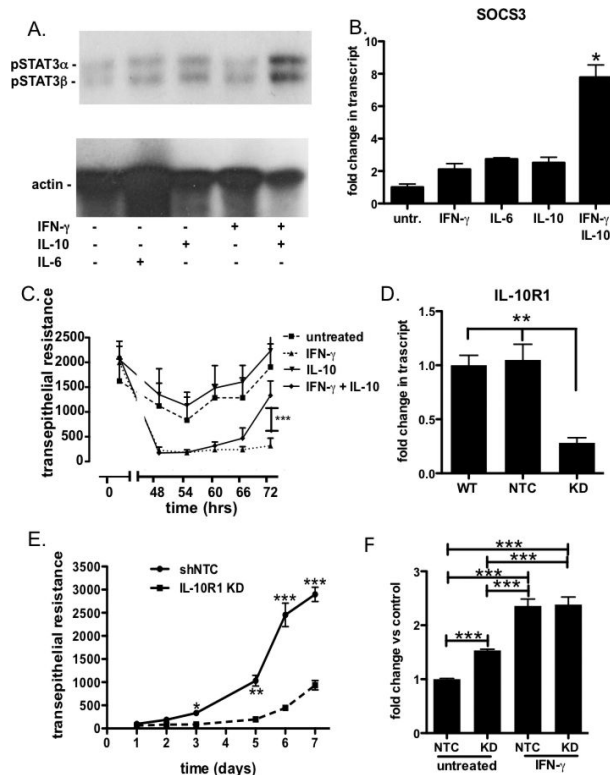 A.
pSTAT3α -
pSTAT3β -
actin -
IFN-γ - - - + +
IL-10 - - + - +
IL-6 - + - - -
B.
SOCS3
fold change in transcript
10
8
6
4
2
0
*
untr. IFN-γ IL-6 IL-10 IFN-γ
IL-10
C.
transepithelial resistance
2500
2000
1500
1000
500
0
untreated
IFN-γ
IL-10
IFN-γ + IL-10
***
0 48 54 60 66 72
time (hrs)
D.
IL-10R1
fold change in trascript
1.5
1.0
0.5
0.0
**
WT NTC KD
E.
transepithelial resistance
3500
3000
2500
2000
1500
1000
500
0
shNTC
IL-10R1 KD
* ** *** ***
0 1 2 3 4 5 6 7
time (days)
F
fold change vs control
3
2
1
0
***
***
***
***
***
NTC KD NTC KD
untreated IFN-γ